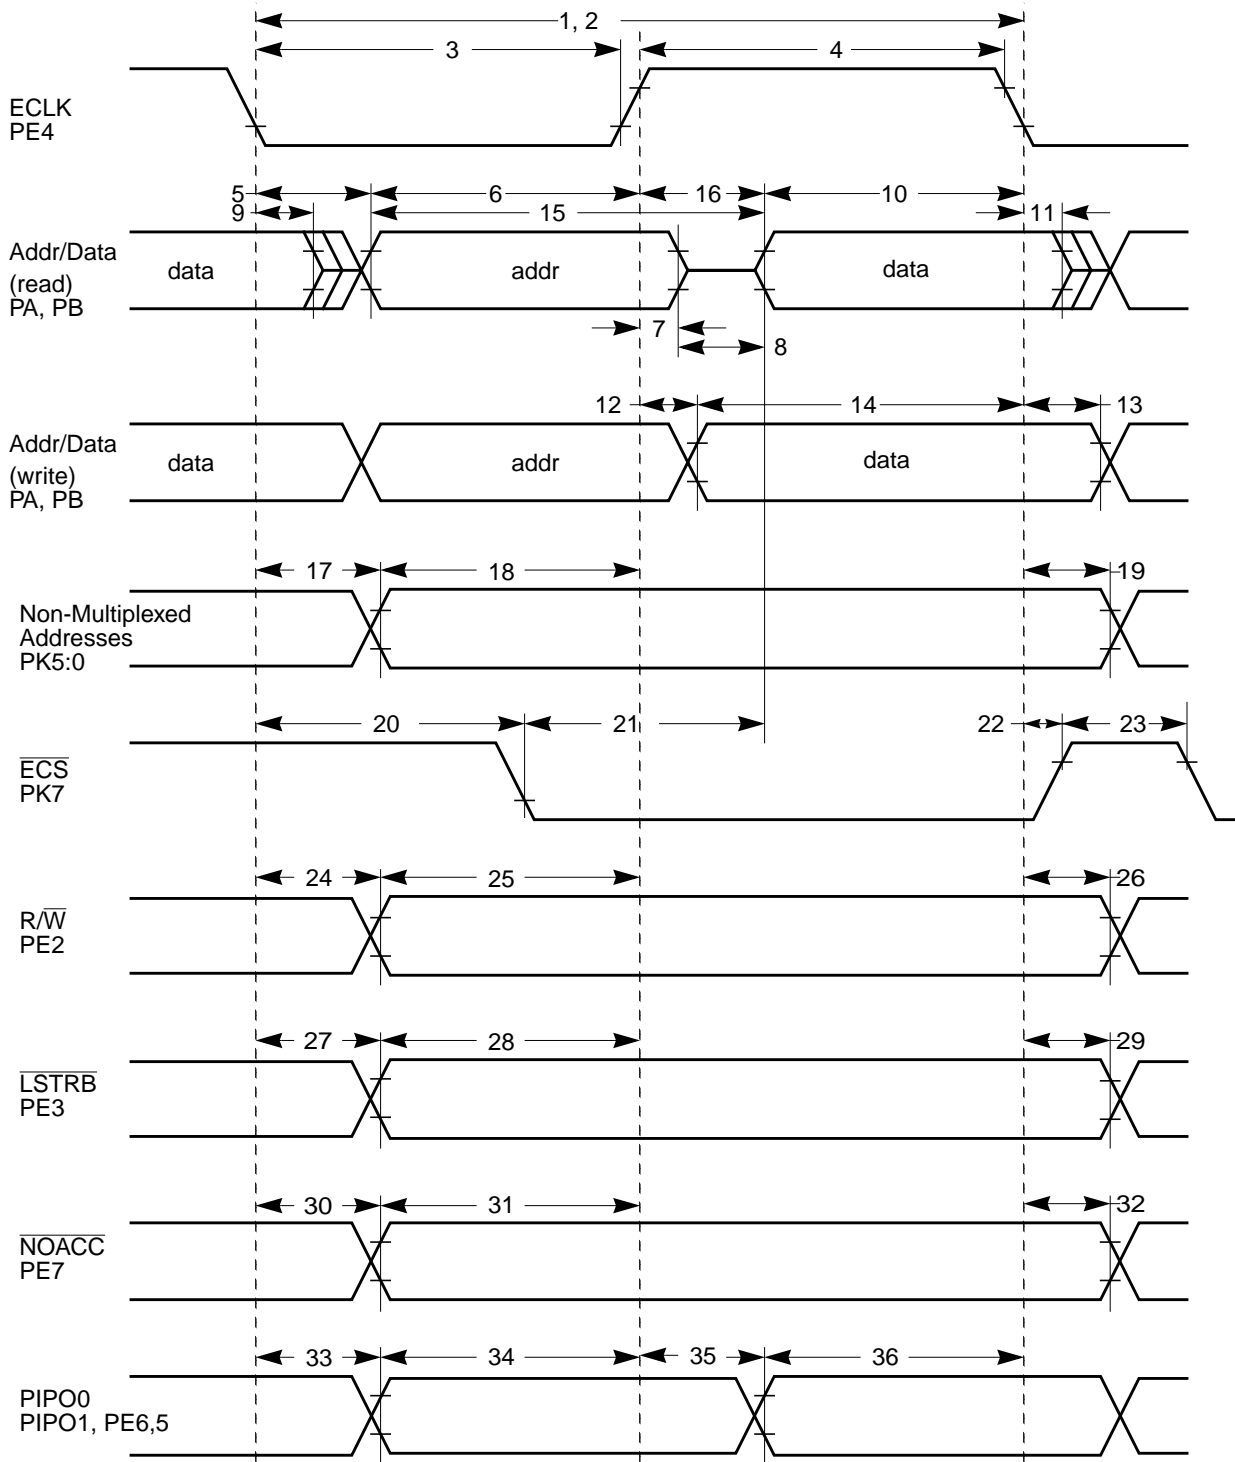 1, 2
3
4
ECLK
PE4
5
6
16
10
9
15
11
Addr/Data
(read)
PA, PB
data
addr
data
7
8
12
14
13
Addr/Data
(write)
PA, PB
data
addr
data
17
18
19
Non-Multiplexed
Addresses
PK5:0
20
21
22
23
ECS
PK7
24
25
26
R/W
PE2
27
28
29
LSTRB
PE3
30
31
32
NOACC
PE7
33
34
35
36
PIPO0
PIPO1, PE6,5